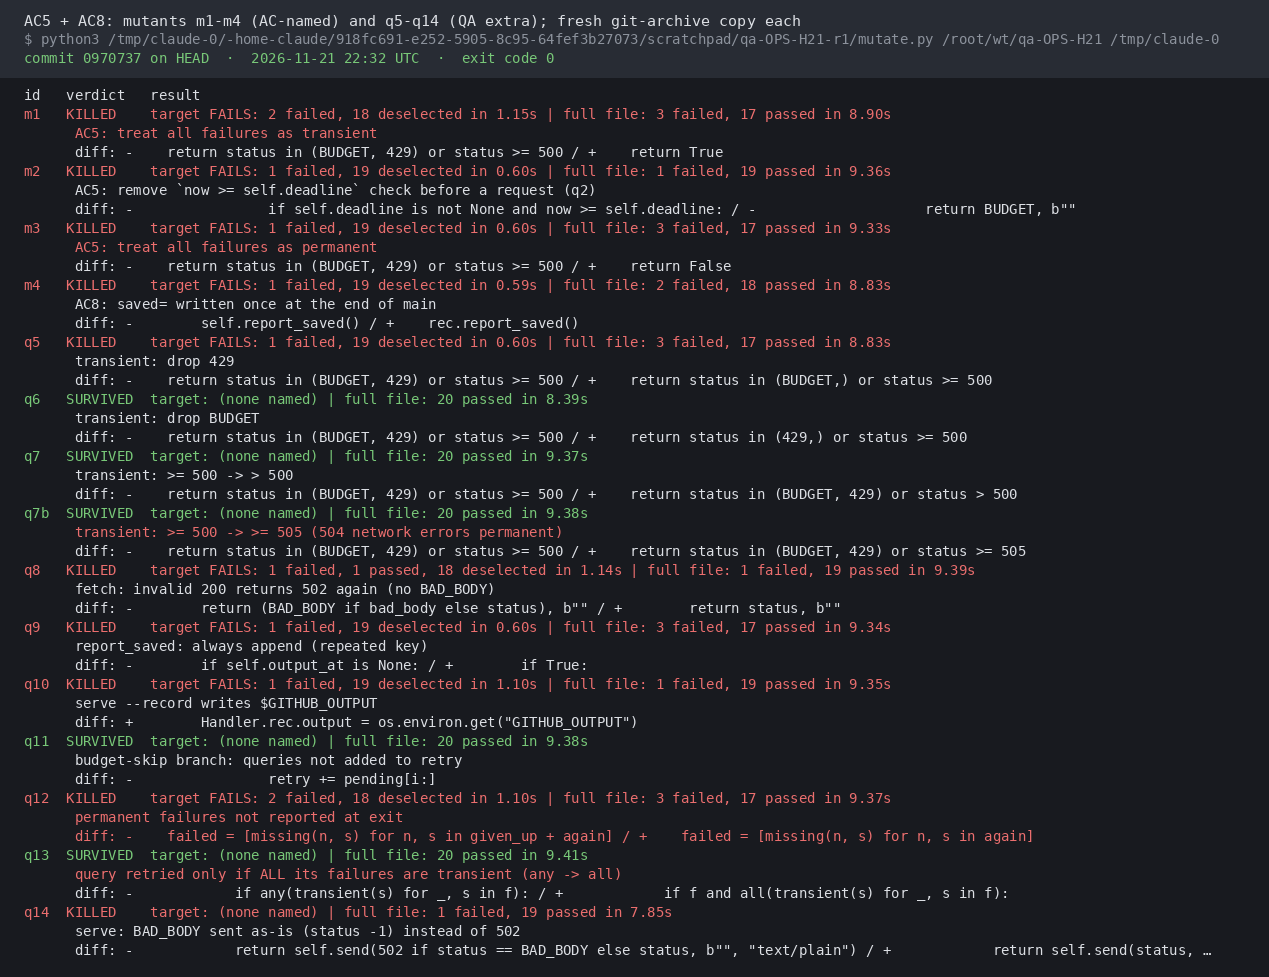 AC5 + AC8: mutants m1-m4 (AC-named) and q5-q14 (QA extra); fresh git-archive copy each
$ python3 /tmp/claude-0/-home-claude/918fc691-e252-5905-8c95-64fef3b27073/scratchpad/qa-OPS-H21-r1/mutate.py /root/wt/qa-OPS-H21 /tmp/claude-0
commit 0970737 on HEAD · 2026-11-21 22:32 UTC · exit code 0
id verdict result
m1 KILLED target FAILS: 2 failed, 18 deselected in 1.15s | full file: 3 failed, 17 passed in 8.90s
AC5: treat all failures as transient
diff: - return status in (BUDGET, 429) or status >= 500 / + return True
m2 KILLED target FAILS: 1 failed, 19 deselected in 0.60s | full file: 1 failed, 19 passed in 9.36s
AC5: remove `now >= self.deadline` check before a request (q2)
diff: - if self.deadline is not None and now >= self.deadline: / - return BUDGET, b""
m3 KILLED target FAILS: 1 failed, 19 deselected in 0.60s | full file: 3 failed, 17 passed in 9.33s
AC5: treat all failures as permanent
diff: - return status in (BUDGET, 429) or status >= 500 / + return False
m4 KILLED target FAILS: 1 failed, 19 deselected in 0.59s | full file: 2 failed, 18 passed in 8.83s
AC8: saved= written once at the end of main
diff: - self.report_saved() / + rec.report_saved()
q5 KILLED target FAILS: 1 failed, 19 deselected in 0.60s | full file: 3 failed, 17 passed in 8.83s
transient: drop 429
diff: - return status in (BUDGET, 429) or status >= 500 / + return status in (BUDGET,) or status >= 500
q6 SURVIVED target: (none named) | full file: 20 passed in 8.39s
transient: drop BUDGET
diff: - return status in (BUDGET, 429) or status >= 500 / + return status in (429,) or status >= 500
q7 SURVIVED target: (none named) | full file: 20 passed in 9.37s
transient: >= 500 -> > 500
diff: - return status in (BUDGET, 429) or status >= 500 / + return status in (BUDGET, 429) or status > 500
q7b SURVIVED target: (none named) | full file: 20 passed in 9.38s
transient: >= 500 -> >= 505 (504 network errors permanent)
diff: - return status in (BUDGET, 429) or status >= 500 / + return status in (BUDGET, 429) or status >= 505
q8 KILLED target FAILS: 1 failed, 1 passed, 18 deselected in 1.14s | full file: 1 failed, 19 passed in 9.39s
fetch: invalid 200 returns 502 again (no BAD_BODY)
diff: - return (BAD_BODY if bad_body else status), b"" / + return status, b""
q9 KILLED target FAILS: 1 failed, 19 deselected in 0.60s | full file: 3 failed, 17 passed in 9.34s
report_saved: always append (repeated key)
diff: - if self.output_at is None: / + if True:
q10 KILLED target FAILS: 1 failed, 19 deselected in 1.10s | full file: 1 failed, 19 passed in 9.35s
serve --record writes $GITHUB_OUTPUT
diff: + Handler.rec.output = os.environ.get("GITHUB_OUTPUT")
q11 SURVIVED target: (none named) | full file: 20 passed in 9.38s
budget-skip branch: queries not added to retry
diff: - retry += pending[i:]
q12 KILLED target FAILS: 2 failed, 18 deselected in 1.10s | full file: 3 failed, 17 passed in 9.37s
permanent failures not reported at exit
diff: - failed = [missing(n, s) for n, s in given_up + again] / + failed = [missing(n, s) for n, s in again]
q13 SURVIVED target: (none named) | full file: 20 passed in 9.41s
query retried only if ALL its failures are transient (any -> all)
diff: - if any(transient(s) for _, s in f): / + if f and all(transient(s) for _, s in f):
q14 KILLED target: (none named) | full file: 1 failed, 19 passed in 7.85s
serve: BAD_BODY sent as-is (status -1) instead of 502
diff: - return self.send(502 if status == BAD_BODY else status, b"", "text/plain") / + return self.send(status, …